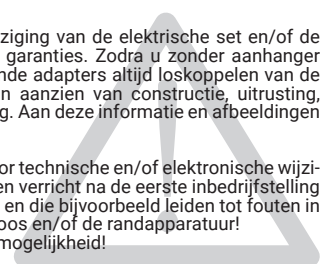 ziging van de elektrische set en/of de
garanties. Zodra u zonder aanhanger
nde adapters altijd loskoppelen van de
n aanzien van constructie, uitrusting,
g. Aan deze informatie en afbeeldingen
or technische en/of elektronische wijzi-
en verricht na de eerste inbedrijfstelling
en die bijvoorbeeld leiden tot fouten in
oos en/of de randapparatuur!
mogelijkheid!